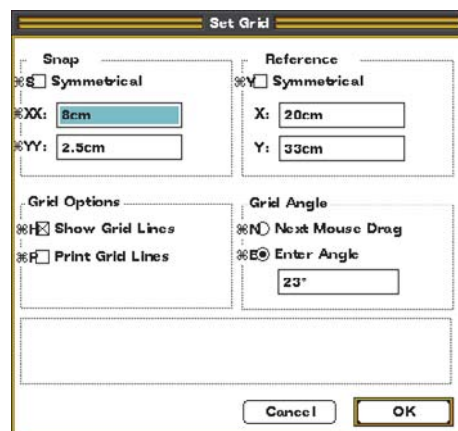 Set Grid
Snap
⌘S Symmetrical
⌘XX: 8cm
⌘YY: 2.5cm
Reference
⌘V Symmetrical
X: 20cm
Y: 33cm
Grid Options
⌘H Show Grid Lines
⌘P Print Grid Lines
Grid Angle
⌘N Next Mouse Drag
⌘E Enter Angle
23°
Cancel
OK